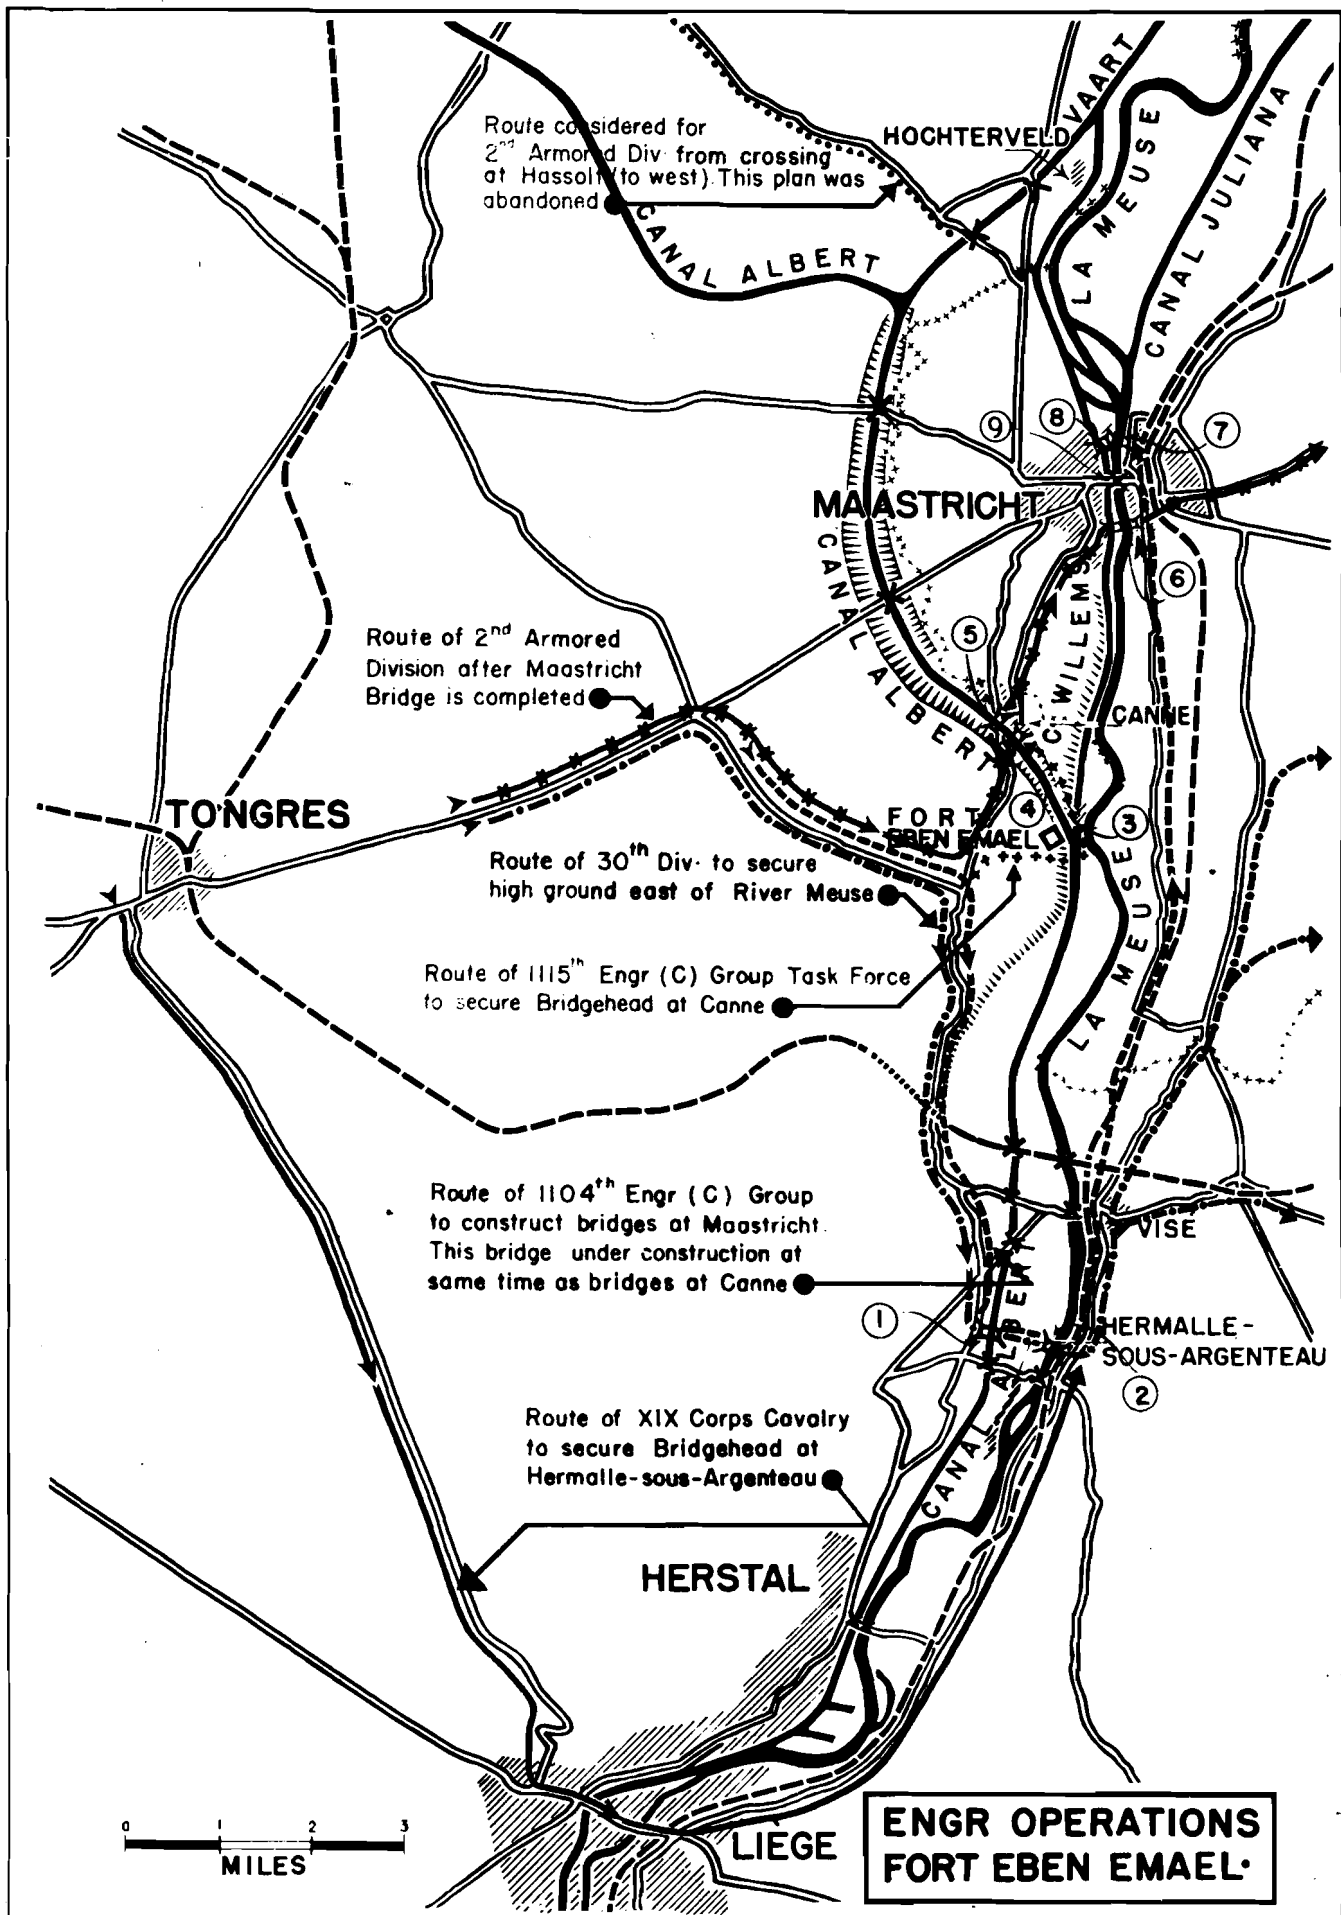 Route considered for
2nd Armored Div. from crossing
at Hassolt (to west). This plan was
abandoned
HOCHTERVELD
VAART
LA MEUSE
CANAL JULIANA
CANAL ALBERT
9
8
7
MAASTRICHT
CANAL ALBERT
6
5
C. WILLEMS
CANNE
Route of 2nd Armored
Division after Maastricht
Bridge is completed
TONGRES
FORT
EBEN EMAEL
4
3
Route of 30th Div. to secure
high ground east of River Meuse
LA MEUSE
Route of 1115th Engr (C) Group Task Force
to secure Bridgehead at Canne
Route of 1104th Engr (C) Group
to construct bridges at Maastricht.
This bridge under construction at
same time as bridges at Canne
VISE
1
HERMALLE-
SOUS-ARGENTEAU
2
CANAL ALBERT
Route of XIX Corps Cavalry
to secure Bridgehead at
Hermalle-sous-Argenteau
HERSTAL
LIEGE
0 1 2 3
MILES
ENGR OPERATIONS
FORT EBEN EMAEL.